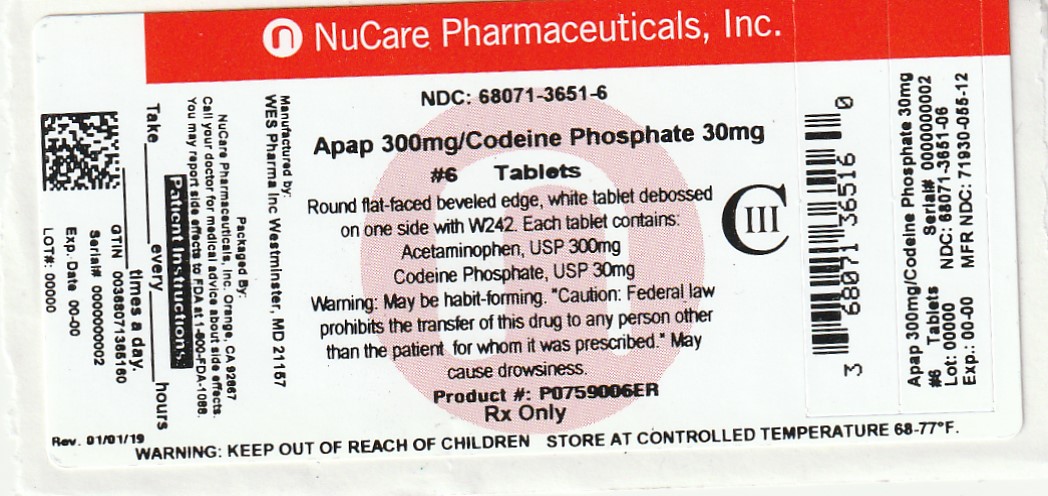 NuCare Pharmaceuticals, Inc.
NDC: 68071-3651-6
Apap 300mg/Codeine Phosphate 30mg
#6 Tablets
Round flat-faced beveled edge, white tablet debossed
on one side with W242. Each tablet contains:
Acetaminophen, USP 300mg
Codeine Phosphate, USP 30mg
Warning: May be habit-forming. "Caution: Federal law
prohibits the transfer of this drug to any person other
than the patient for whom it was prescribed." May
cause drowsiness.
Product #: P0759006ER
Rx Only
CIII
WARNING: KEEP OUT OF REACH OF CHILDREN STORE AT CONTROLLED TEMPERATURE 68-77°F.
Rev. 01/01/19
Manufactured by:
WES Pharma Inc Westminster, MD 21157
Packaged By:
NuCare Pharmaceuticals, Inc. Orange, CA 92867
Call your doctor for medical advice about side effects.
You may report side effects to FDA at 1-800-FDA-1088.
Patient Instructions:
Take ______ every ______ hours
______ times a day.
GTIN 00368071365160
Serial# 00000000002
Exp. Date 00-00
LOT#: 00000
3 68071 36516 0
Apap 300mg/Codeine Phosphate 30mg
#6 Tablets Serial# 00000000002
Lot: 00000 NDC: 68071-3651-06
Exp.: 00-00 MFR NDC: 71930-055-12